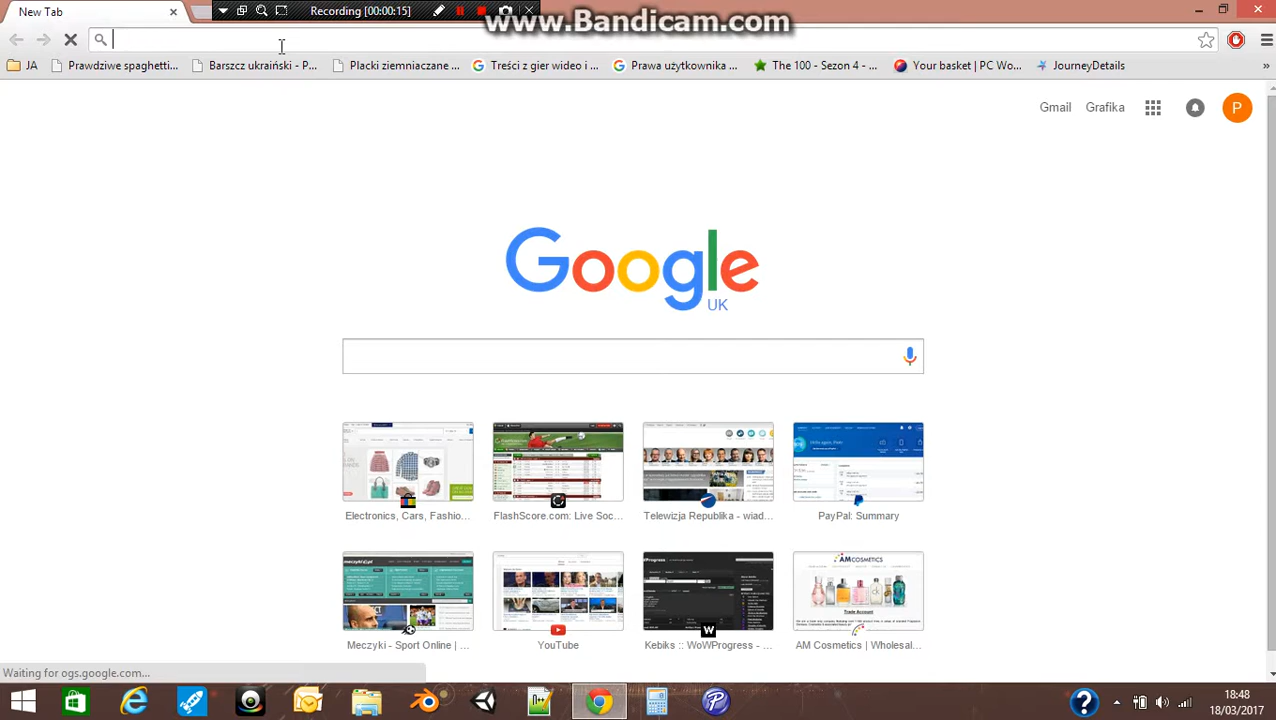 New Tab
Recording [00:00:15]
www.Bandicam.com
JA
Prawdziwe spaghetti...
Barszcz ukraiński - P...
Placki ziemniaczane ...
Treści z gier wideo i ...
Prawa użytkownika ...
The 100 - Sezon 4 - ...
Your basket | PC Wo...
JourneyDetails
»
Gmail
Grafika
P
Google
UK
Electronics, Cars, Fashio...
FlashScore.com: Live Soc...
Telewizja Republika - wiad...
PayPal: Summary
Meczyki - Sport Online | ...
YouTube
Kebiks :: WoWProgress - ...
AM Cosmetics | Wholesal...
Waiting for ogs.google.com...
18:48
18/03/2017